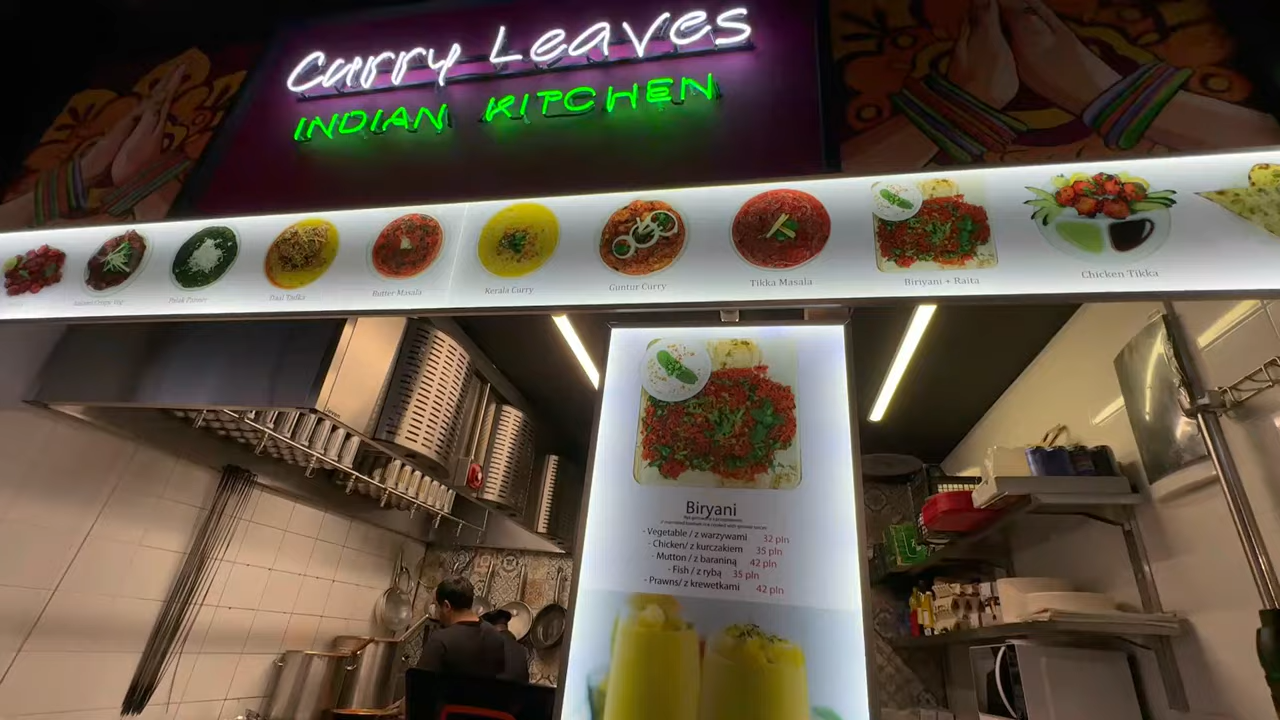 Curry Leaves
INDIAN KITCHEN
Palak Paneer
Daal Tadka
Butter Masala
Kerala Curry
Guntur Curry
Tikka Masala
Biriyani + Raita
Chicken Tikka
Biryani
- Vegetable / z warzywami 32 pln
- Chicken/ z kurczakiem 35 pln
- Mutton / z baraniną 42 pln
- Fish / z rybą 35 pln
- Prawns/ z krewetkami 42 pln